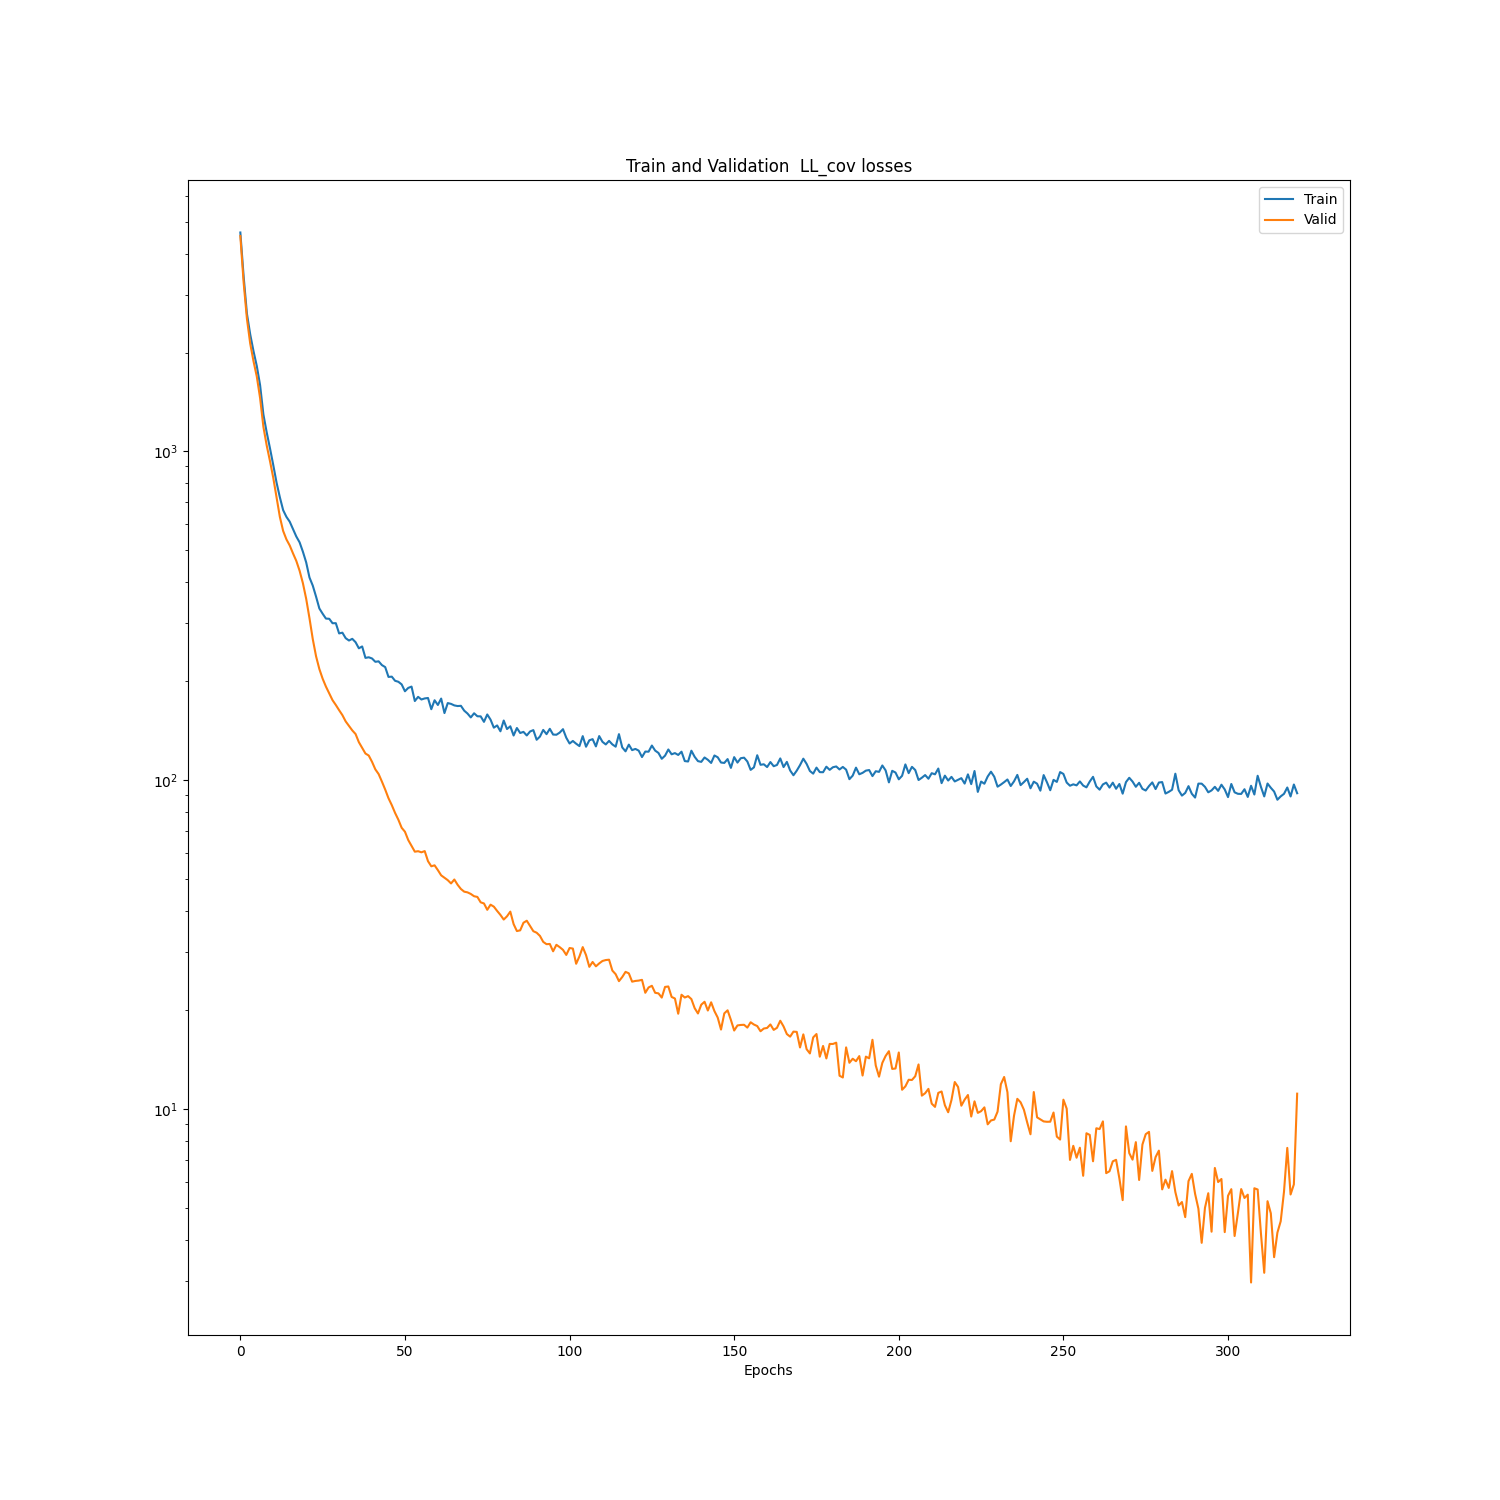 Train and Validation  LL_cov losses
Train
Valid
10³
10²
10¹
0 50 100 150 200 250 300
Epochs